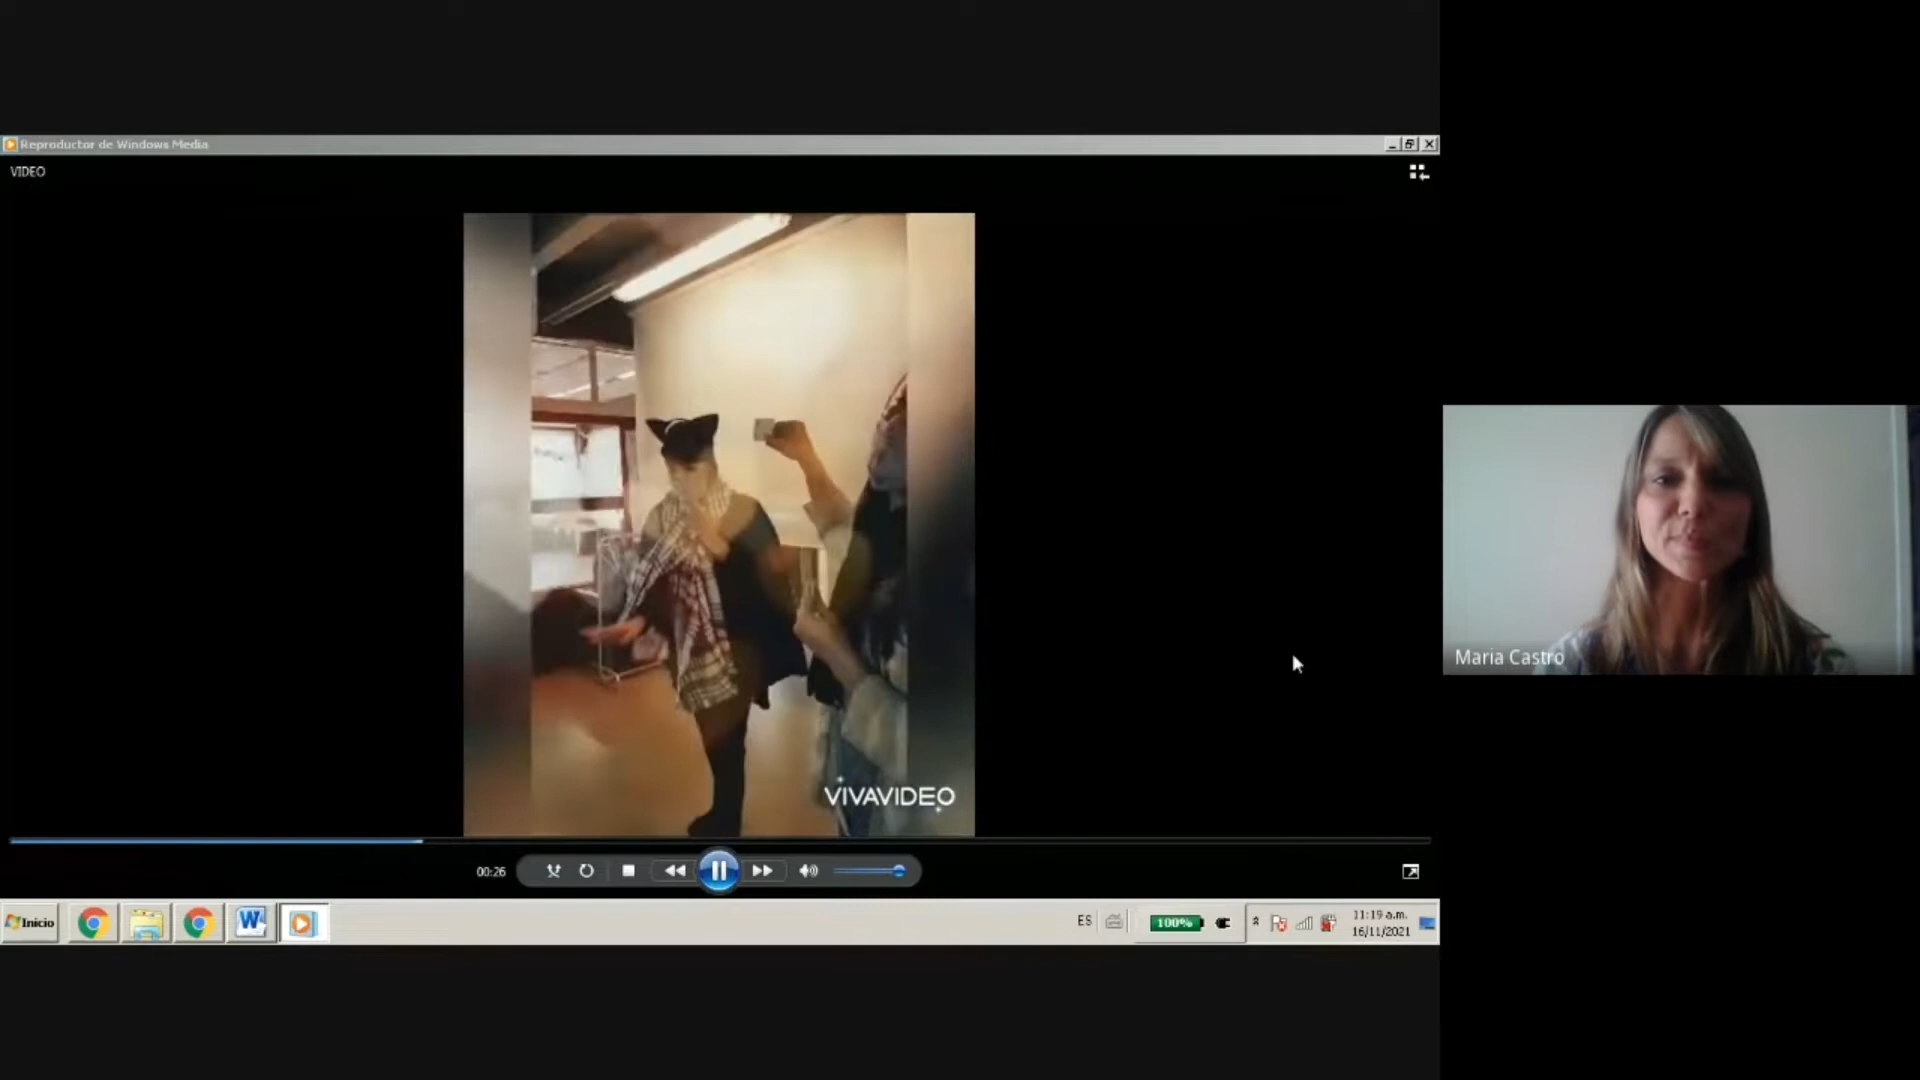 Reproductor de Windows Media
VIDEO
VIVAVIDEO
Maria Castro
00:26
Inicio
ES
100%
11:19 a.m.
16/11/2021